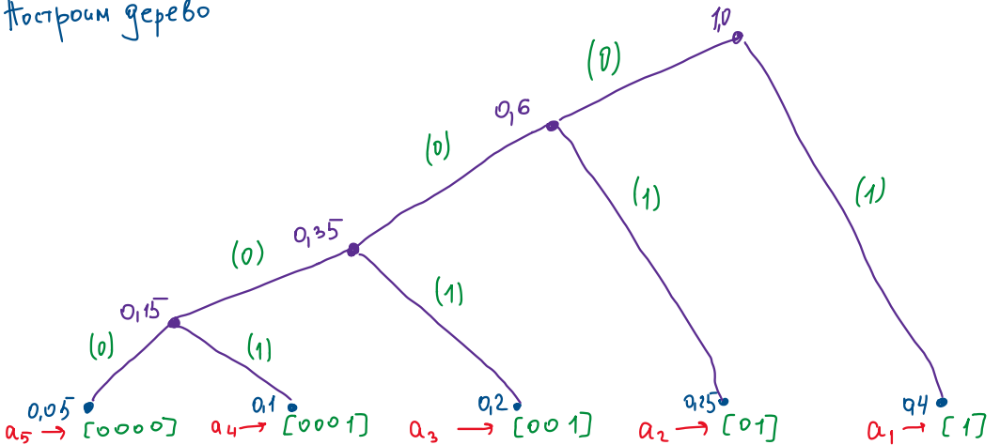 Построим дерево
1,0
(0)
0,6
(0)
(1)
(1)
0,35
(0)
(1)
0,15
(0)
(1)
0,05
0,1
0,2
0,25
0,4
a5 → [0000]
a4 → [0001]
a3 → [001]
a2 → [01]
a1 → [1]